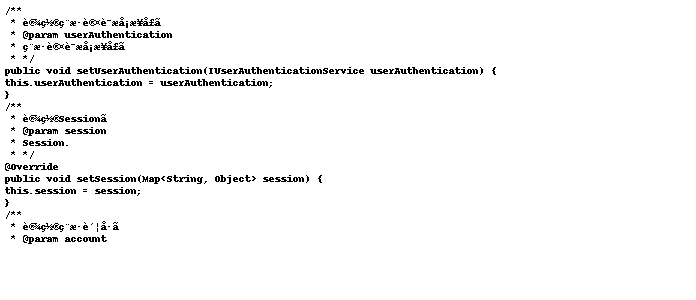 /**
* è®¾ç½®ç¨æ·è®¤è¯æå¡æ¥å£ã
* @param userAuthentication
* ç¨æ·è®¤è¯æå¡æ¥å£ã
* */
public void setUserAuthentication(IUserAuthenticationService userAuthentication) {
this.userAuthentication = userAuthentication;
}
/**
* è®¾ç½®Sessionã
* @param session
* Session.
* */
@Override
public void setSession(Map<String, Object> session) {
this.session = session;
}
/**
* è®¾ç½®ç¨æ·è´¦å·ã
* @param account